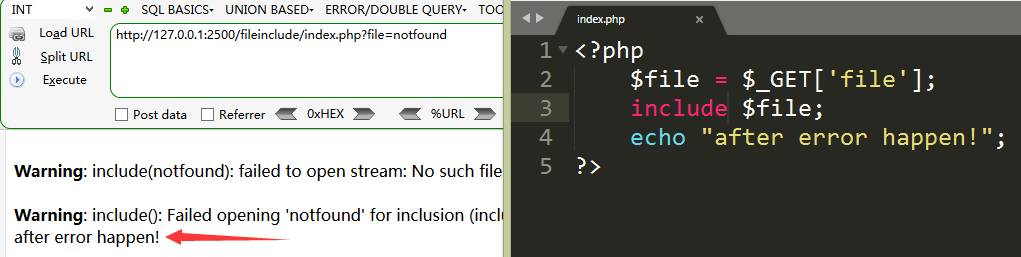 INT SQL BASICS UNION BASED ERROR/DOUBLE QUERY TOO
Load URL
http://127.0.0.1:2500/fileinclude/index.php?file=notfound
Split URL
Execute
Post data Referrer 0xHEX %URL
Warning: include(notfound): failed to open stream: No such file
Warning: include(): Failed opening 'notfound' for inclusion (inclu
after error happen!
index.php
1 <?php
2 $file = $_GET['file'];
3 include $file;
4 echo "after error happen!";
5 ?>